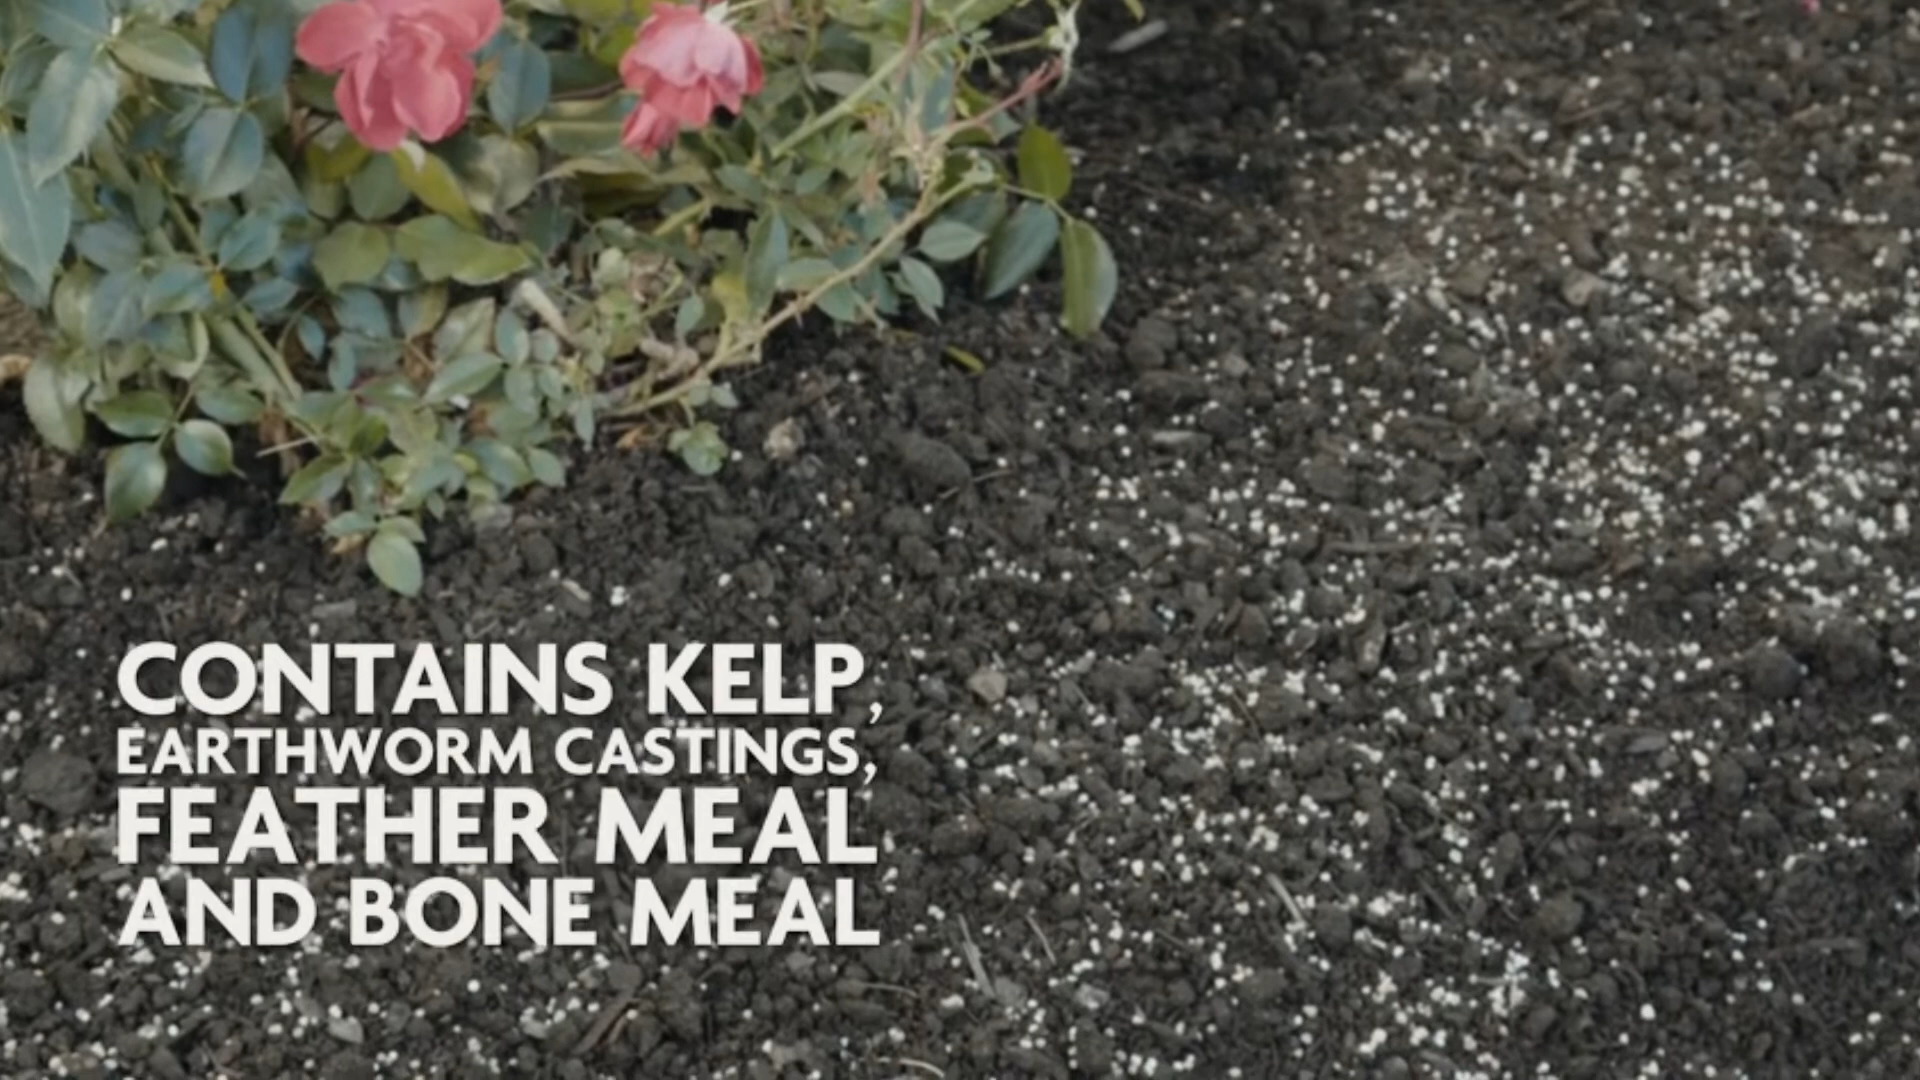 CONTAINS KELP,
EARTHWORM CASTINGS,
FEATHER MEAL
AND BONE MEAL